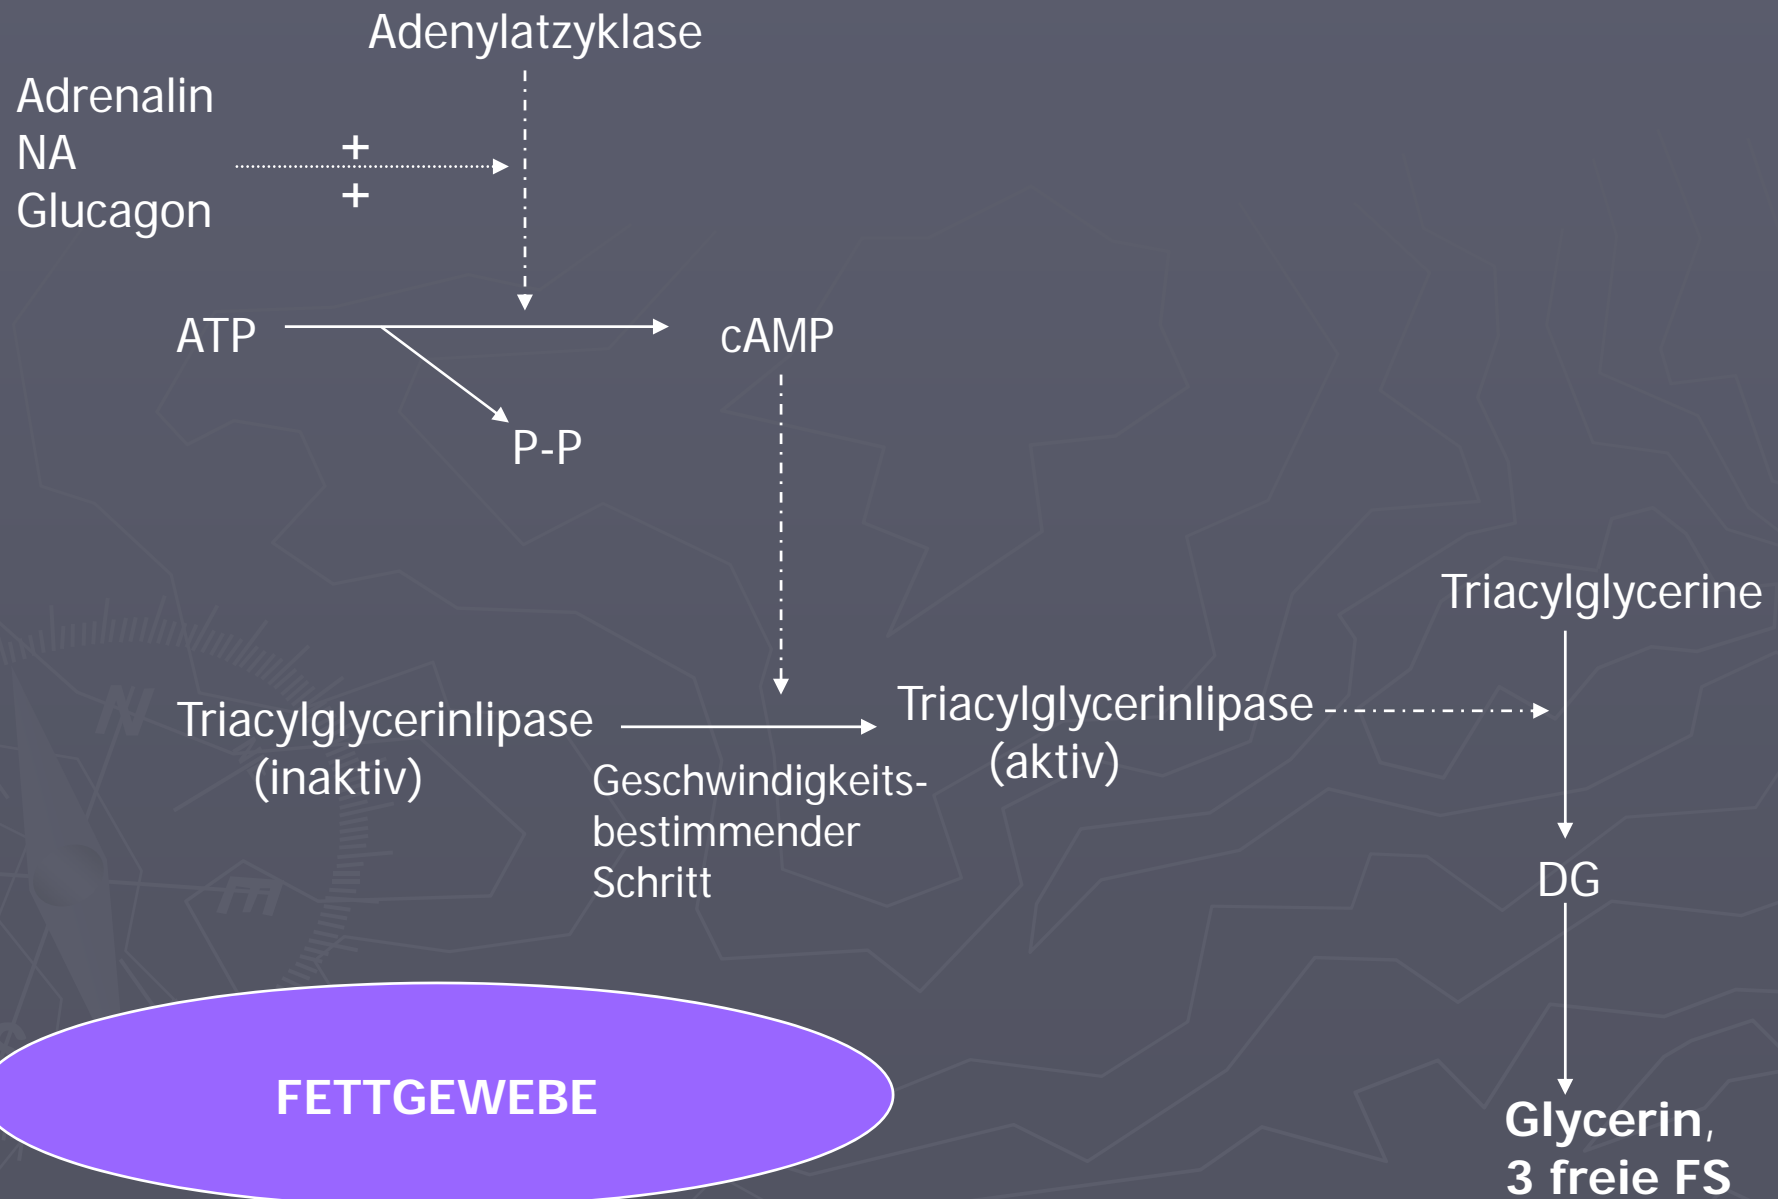 Adenylatzyklase
Adrenalin
NA
Glucagon
+
+
ATP
cAMP
P-P
Triacylglycerine
Triacylglycerinlipase
(inaktiv)
Geschwindigkeits-
bestimmender
Schritt
Triacylglycerinlipase
(aktiv)
DG
FETTGEWEBE
Glycerin,
3 freie FS
N
E